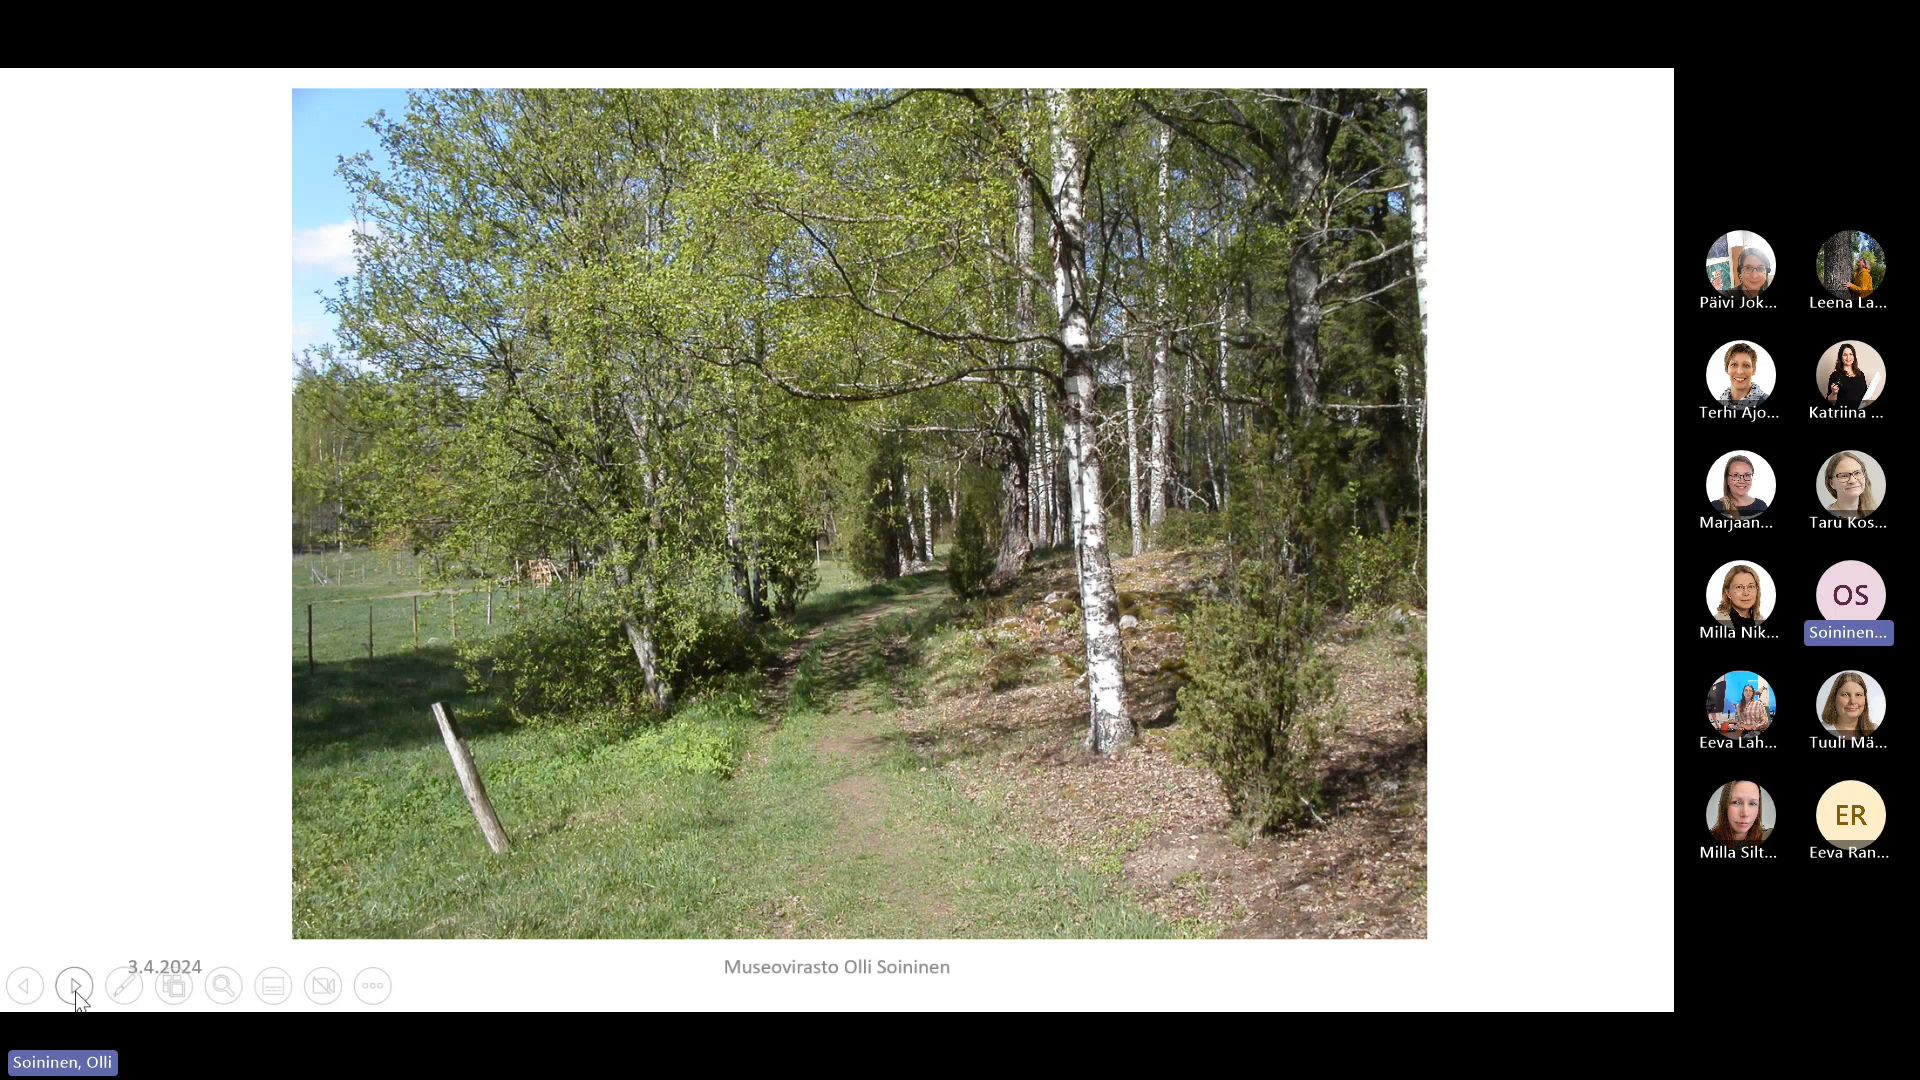 Päivi Jok...
Leena La...
Terhi Ajo...
Katriina ...
Marjaan...
Taru Kos...
OS
Milla Nik...
Soininen...
Eeva Lah...
Tuuli Mä...
ER
Milla Silt...
Eeva Ran...
3.4.2024
Museovirasto Olli Soininen
Soininen, Olli